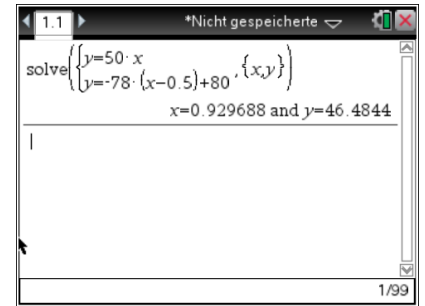 1.1 *Nicht gespeicherte
solve({y=50·x
y=-78·(x−0.5)+80 ,{x,y})
x=0.929688 and y=46.4844
1/99